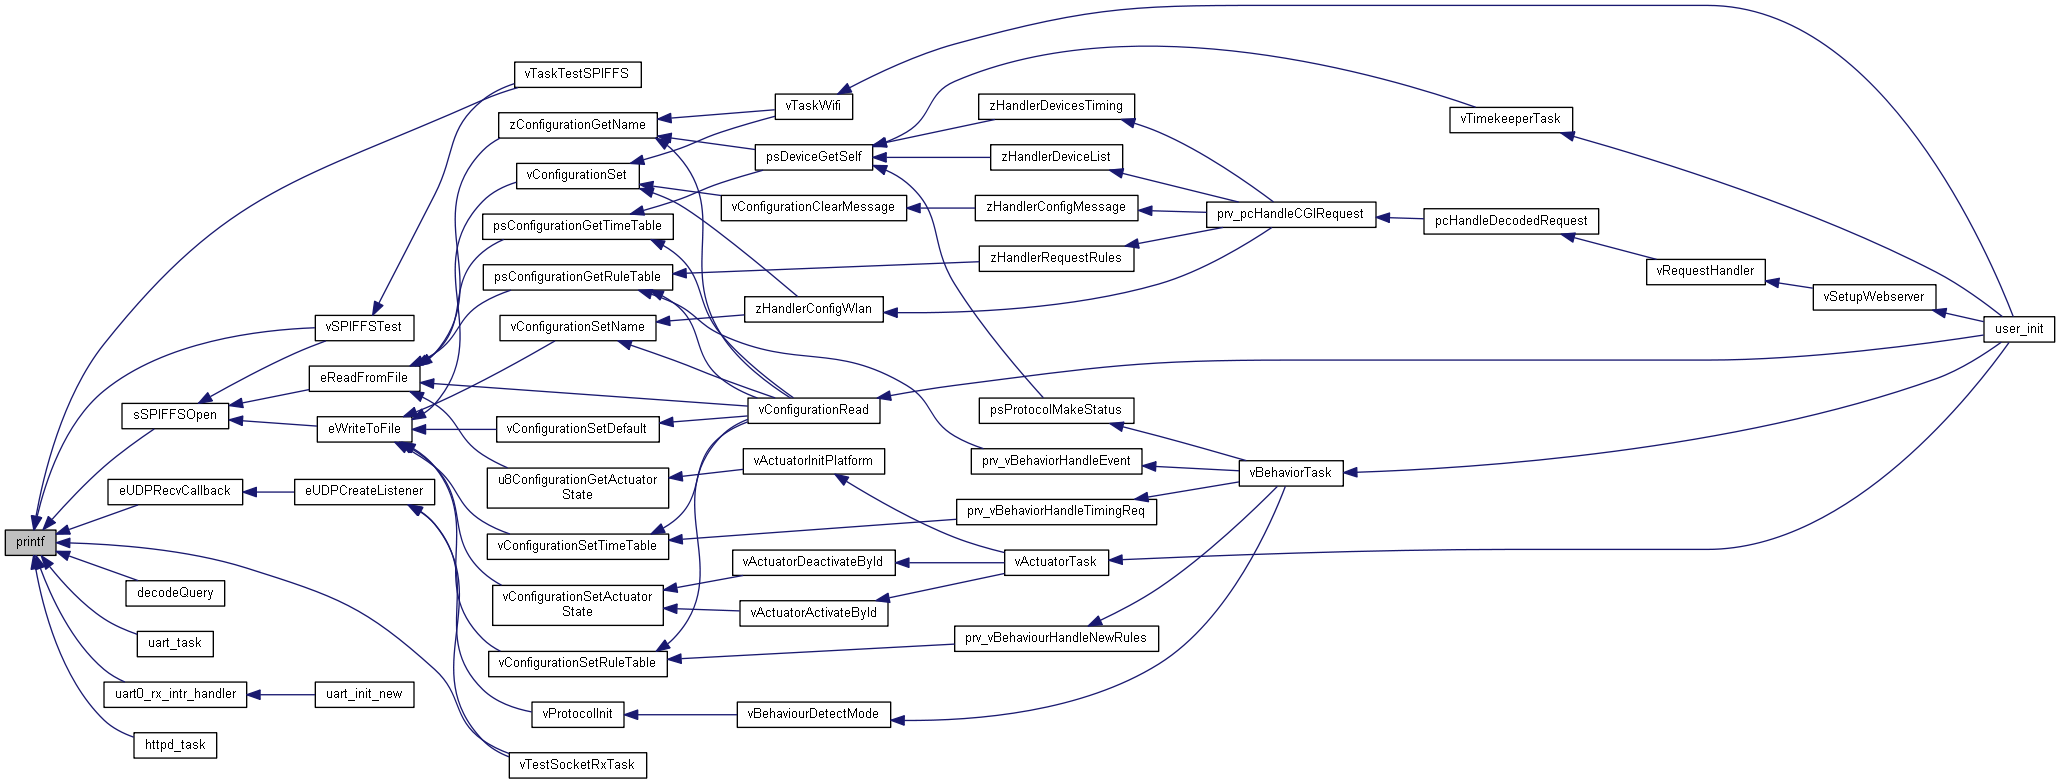 printf
vTaskTestSPIFFS
vSPIFFSTest
sSPIFFSOpen
eReadFromFile
eWriteToFile
eUDPRecvCallback
eUDPCreateListener
decodeQuery
uart_task
uart0_rx_intr_handler
uart_init_new
httpd_task
zConfigurationGetName
vConfigurationSet
psConfigurationGetTimeTable
psConfigurationGetRuleTable
vConfigurationSetName
vConfigurationSetDefault
u8ConfigurationGetActuator
State
vConfigurationSetTimeTable
vConfigurationSetActuator
State
vConfigurationSetRuleTable
vProtocolInit
vTestSocketRxTask
vTaskWifi
psDeviceGetSelf
vConfigurationClearMessage
zHandlerConfigWlan
vConfigurationRead
vActuatorInitPlatform
vActuatorDeactivateById
vActuatorActivateById
vBehaviourDetectMode
zHandlerDevicesTiming
zHandlerDeviceList
zHandlerConfigMessage
zHandlerRequestRules
psProtocolMakeStatus
prv_vBehaviorHandleEvent
prv_vBehaviorHandleTimingReq
vActuatorTask
prv_vBehaviourHandleNewRules
prv_pcHandleCGIRequest
vBehaviorTask
vTimekeeperTask
pcHandleDecodedRequest
vRequestHandler
vSetupWebserver
user_init